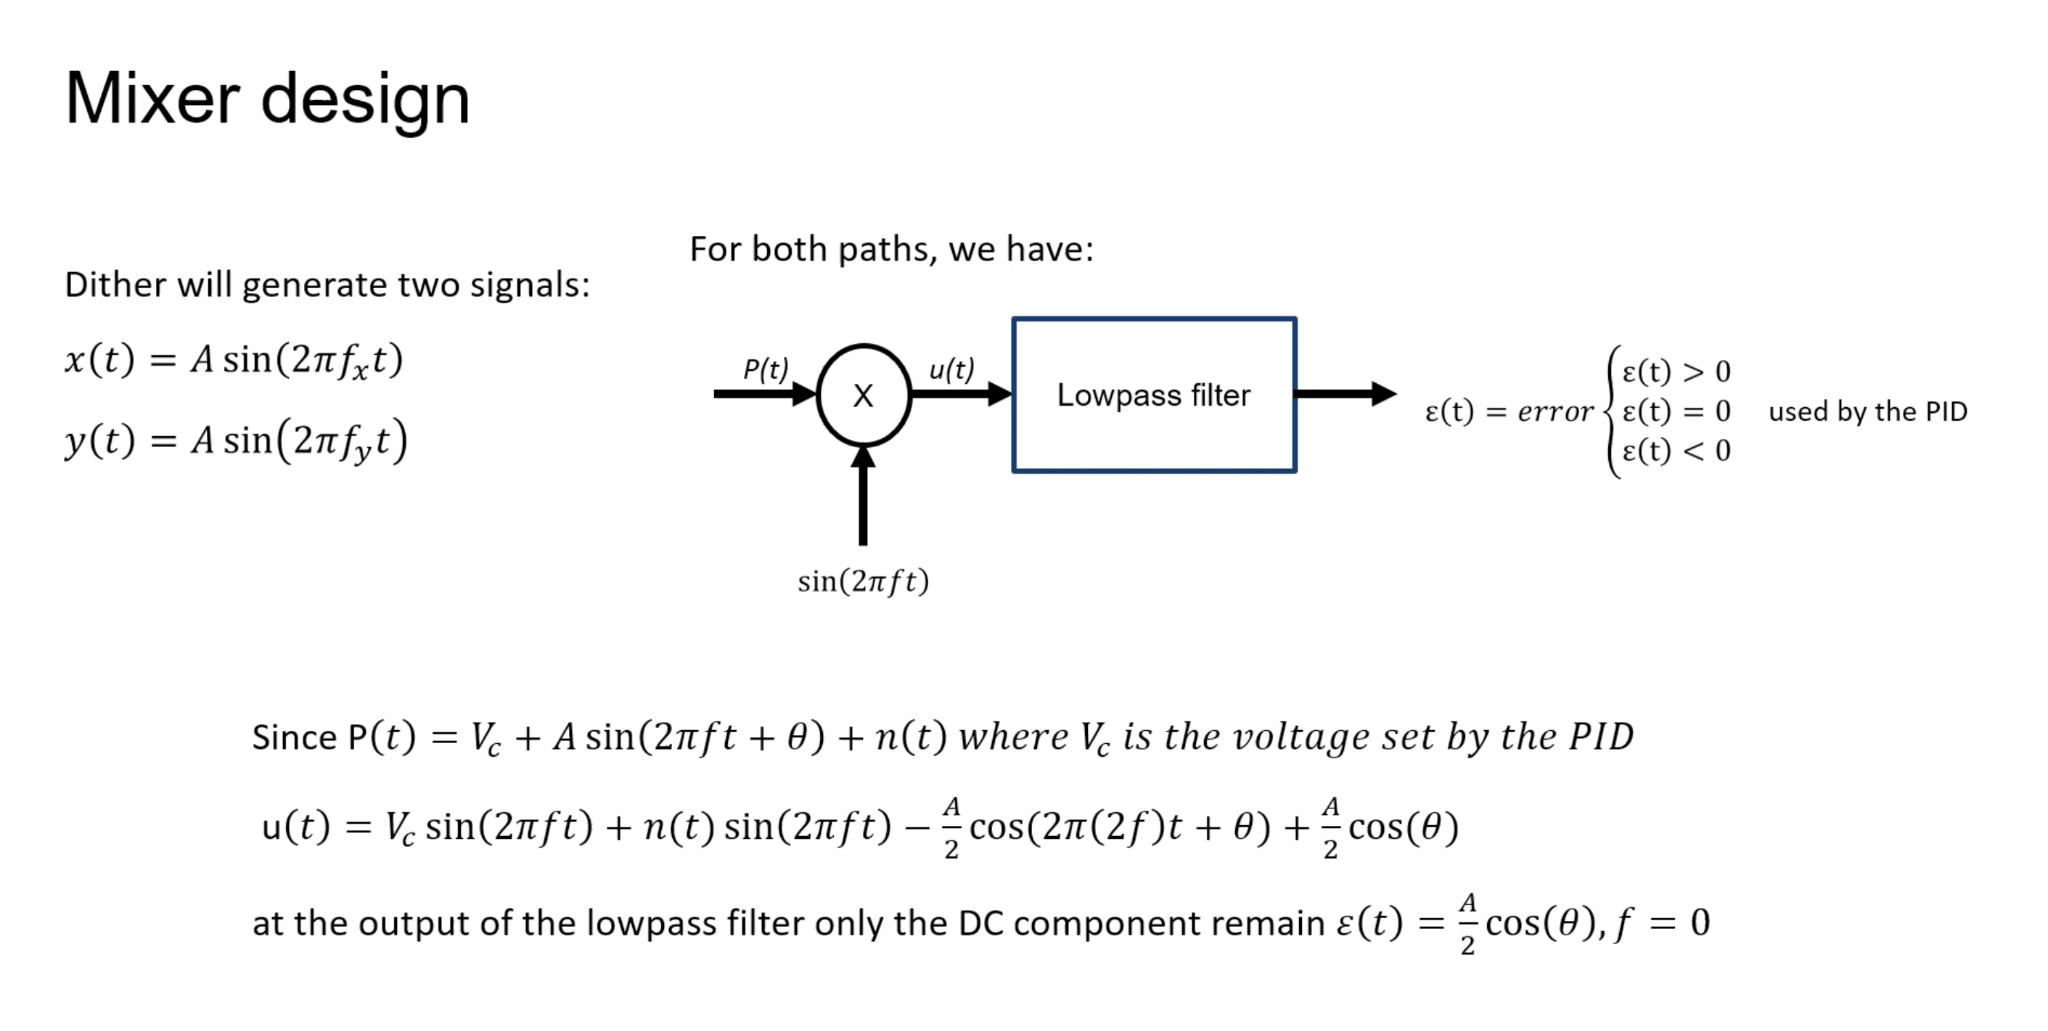 Mixer design
Dither will generate two signals:
x(t) = A sin(2πfₓt)
y(t) = A sin(2πf_y t)
For both paths, we have:
P(t)
X
u(t)
Lowpass filter
sin(2πft)
ε(t) = error { ε(t) > 0
ε(t) = 0
ε(t) < 0
used by the PID
Since P(t) = V_c + A sin(2πft + θ) + n(t) where V_c is the voltage set by the PID
u(t) = V_c sin(2πft) + n(t) sin(2πft) − A/2 cos(2π(2f)t + θ) + A/2 cos(θ)
at the output of the lowpass filter only the DC component remain ε(t) = A/2 cos(θ), f = 0